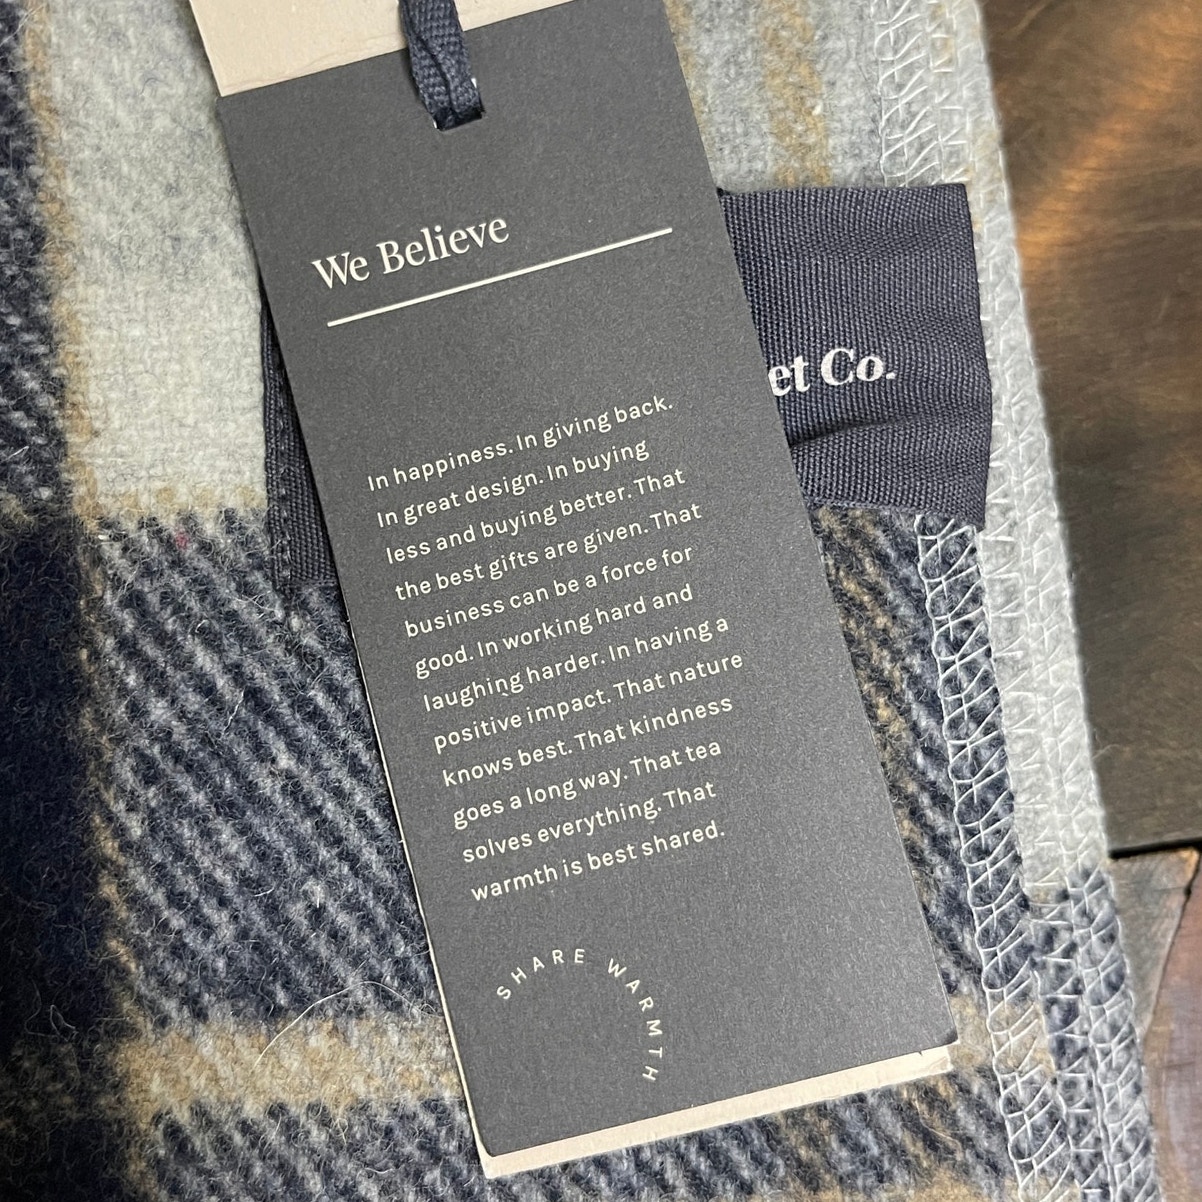 We Believe
et Co.
In happiness. In giving back.
In great design. In buying
less and buying better. That
the best gifts are given. That
business can be a force for
good. In working hard and
laughing harder. In having a
positive impact. That nature
knows best. That kindness
goes a long way. That tea
solves everything. That
warmth is best shared.
SHARE WARMTH